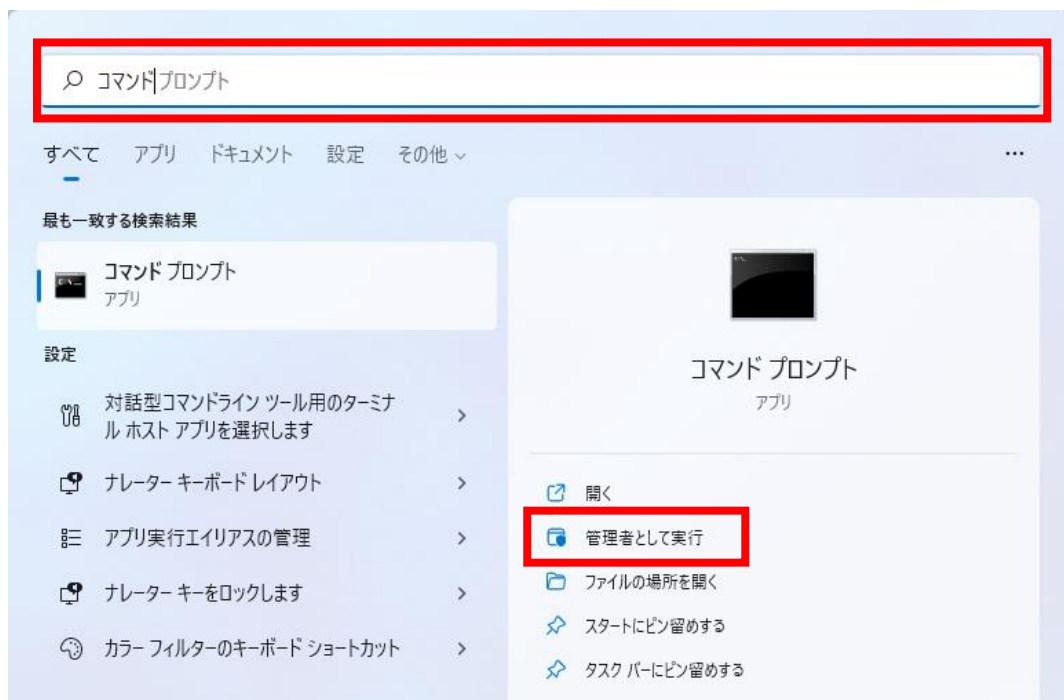 コマンドプロンプト
すべて アプリ ドキュメント 設定 その他
最も一致する検索結果
コマンド プロンプト
アプリ
設定
対話型コマンドライン ツール用のターミナ
ル ホスト アプリを選択します
ナレーター キーボード レイアウト
アプリ実行エイリアスの管理
ナレーター キーをロックします
カラー フィルターのキーボード ショートカット
コマンド プロンプト
アプリ
開く
管理者として実行
ファイルの場所を開く
スタートにピン留めする
タスク バーにピン留めする